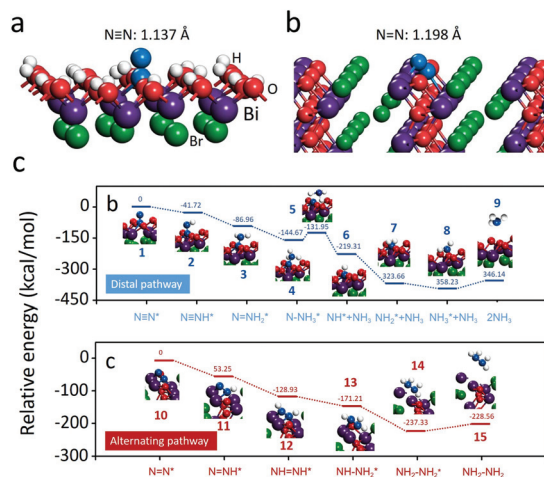 a
N≡N: 1.137 Å
H
O
Bi
Br
b
N=N: 1.198 Å
c
Relative energy (kcal/mol)
b
0
-150
-300
-450
0
-41.72
-86.96
-144.67
-131.95
-219.31
323.66
358.23
346.14
1
2
3
4
5
6
7
8
9
Distal pathway
N≡N*
N≡NH*
N=NH₂*
N-NH₃*
NH*+NH₃
NH₂*+NH₃
NH₃*+NH₃
2NH₃
c
0
-100
-200
-300
0
53.25
-128.93
-171.21
-237.33
-228.56
10
11
12
13
14
15
Alternating pathway
N=N*
N=NH*
NH=NH*
NH-NH₂*
NH₂-NH₂*
NH₂-NH₂